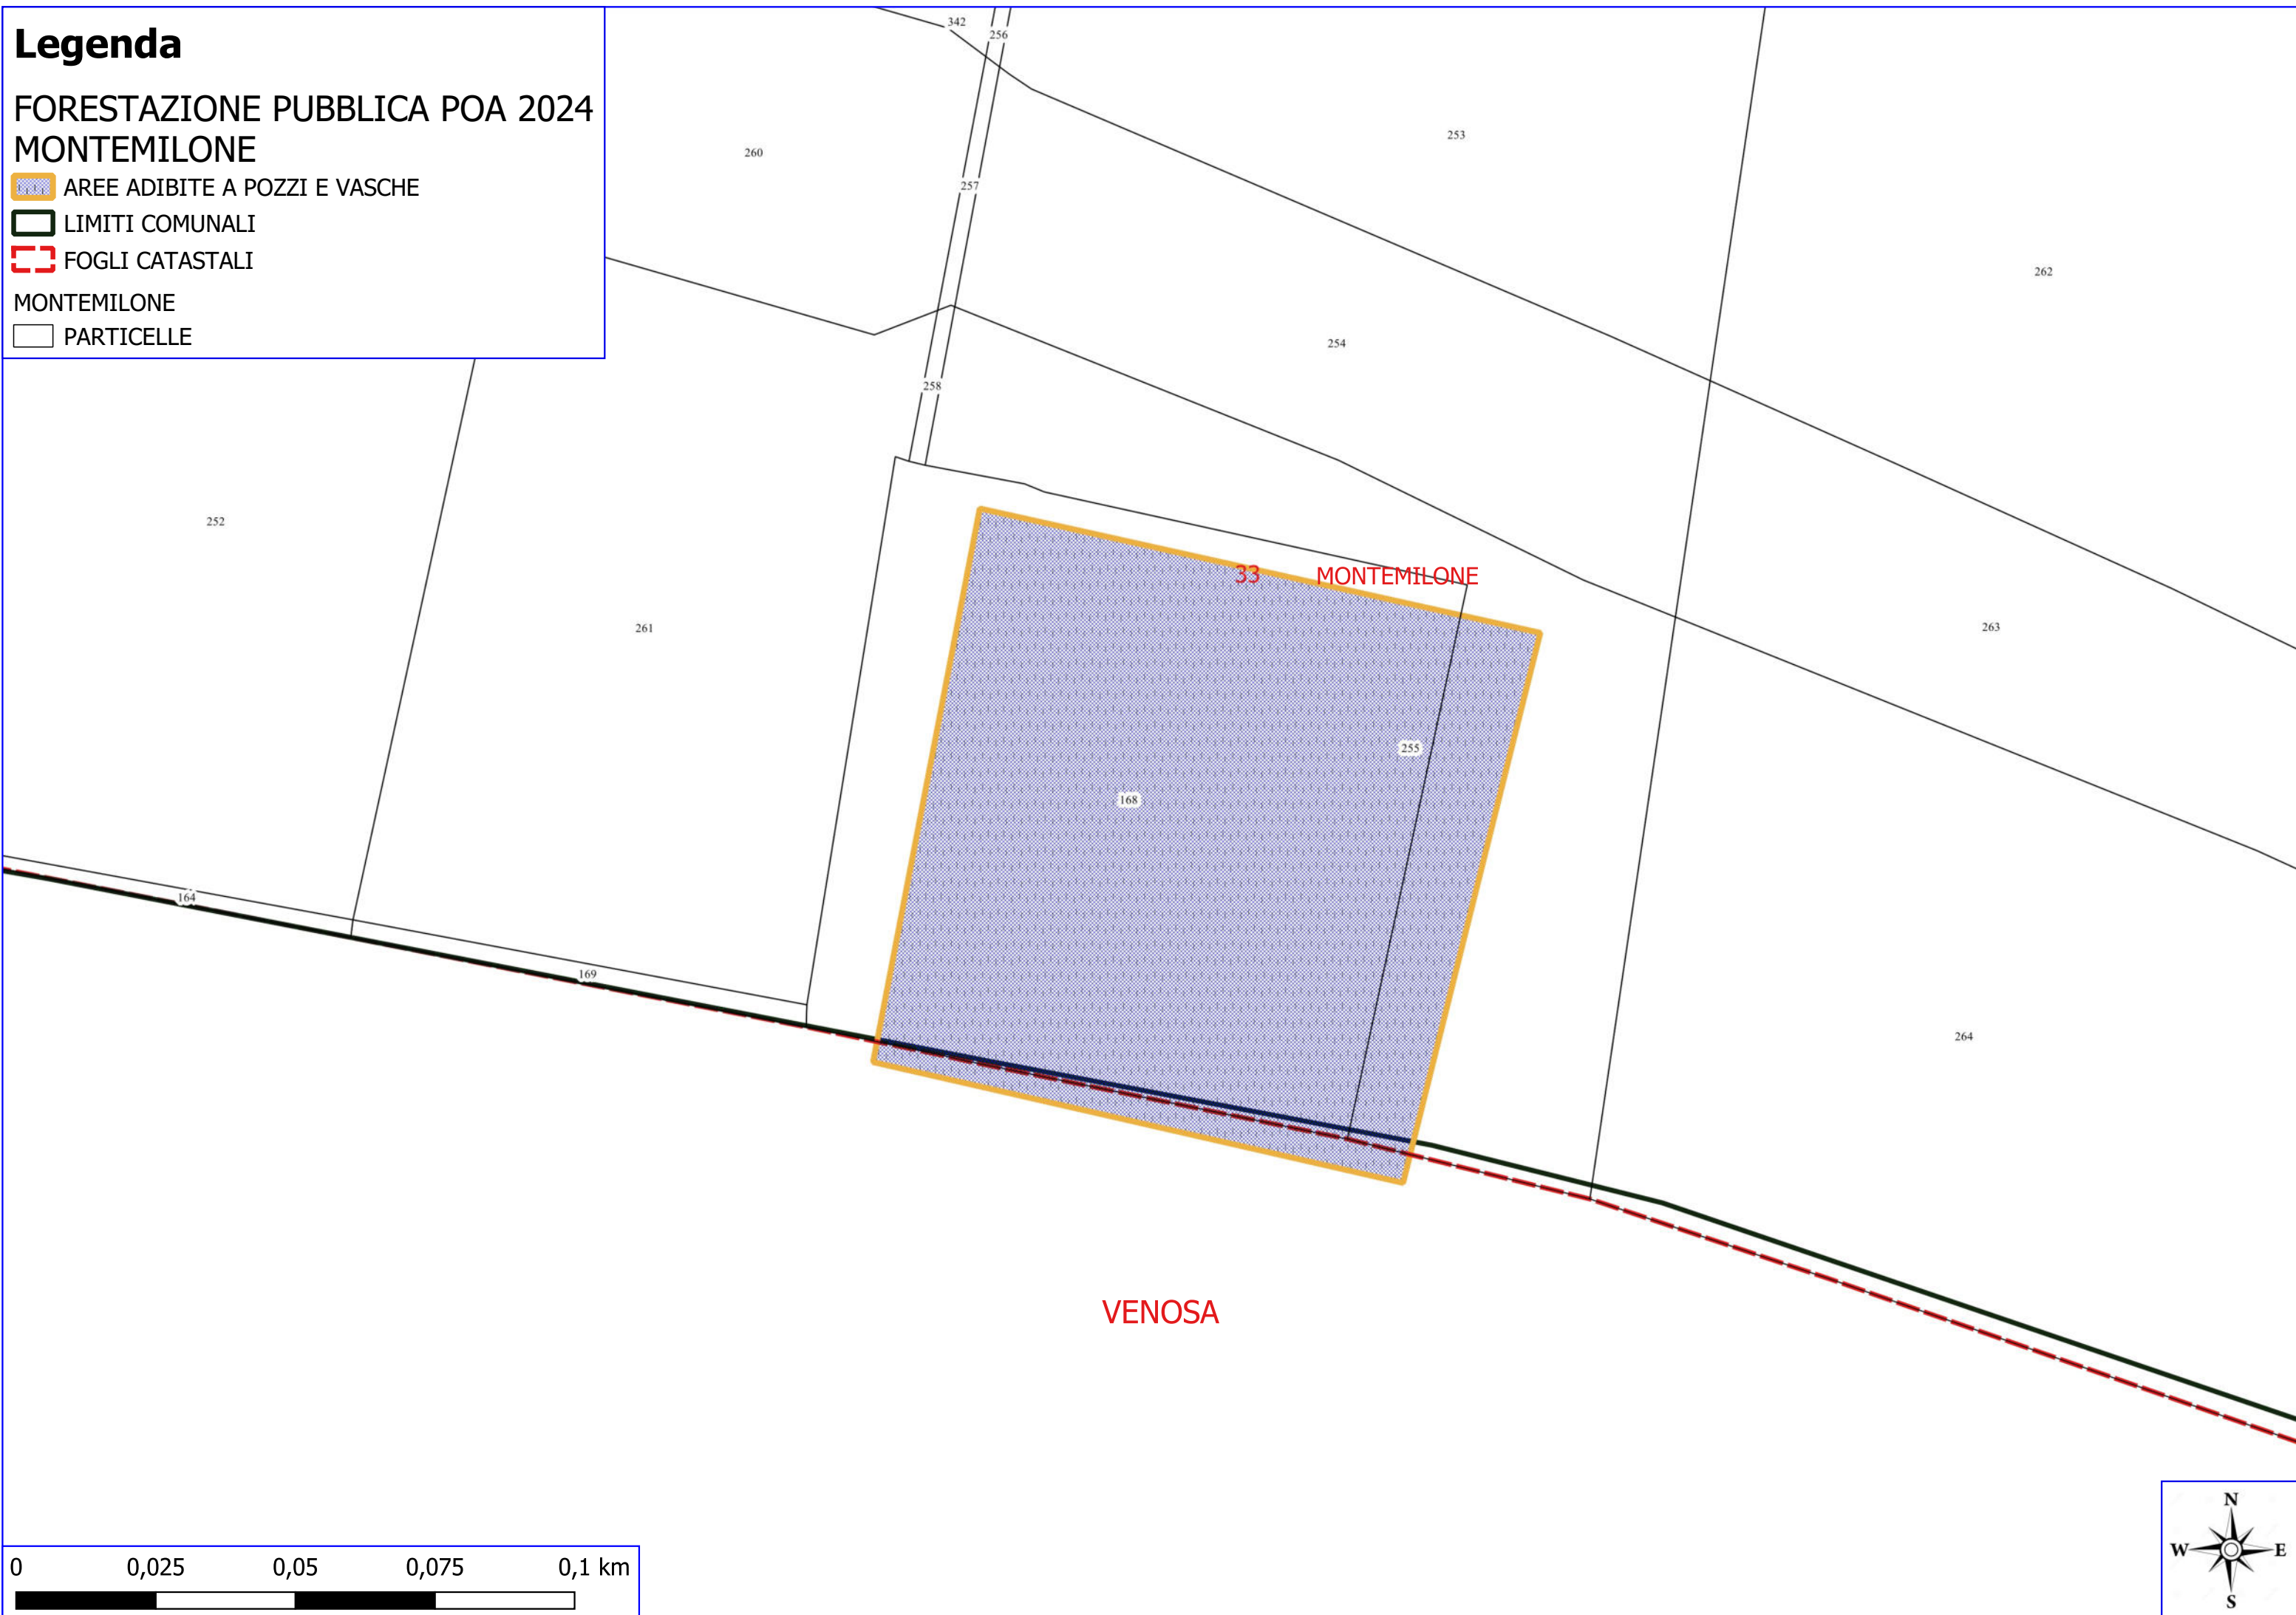 Legenda
FORESTAZIONE PUBBLICA POA 2024
MONTEMILONE
AREE ADIBITE A POZZI E VASCHE
LIMITI COMUNALI
FOGLI CATASTALI
MONTEMILONE
PARTICELLE
342
256
253
260
257
262
254
258
252
33 MONTEMILONE
261
263
255
168
164
169
264
VENOSA
N
W E
S
0 0,025 0,05 0,075 0,1 km